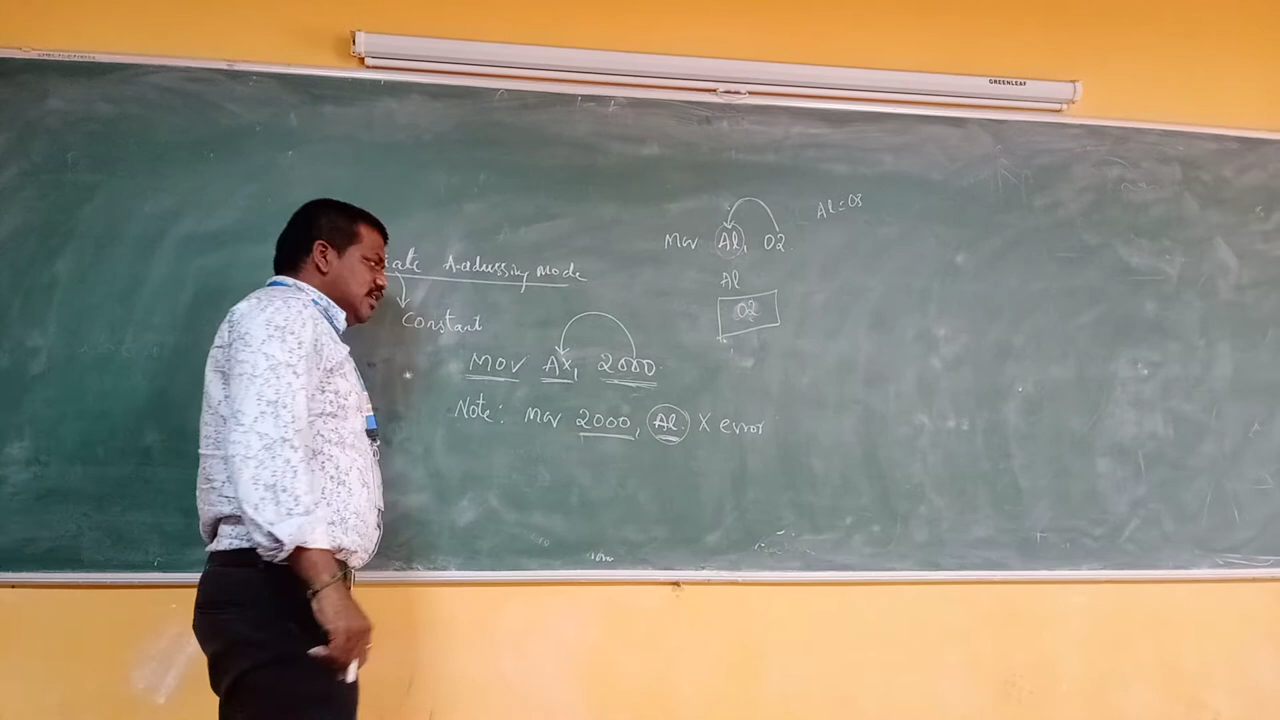 GREENLEAF
ate Addressing Mode
Constant
Mov Ax, 2000.
Note: Mov 2000, Al. X error
Mov Al, 02.
Al
02
Al=03